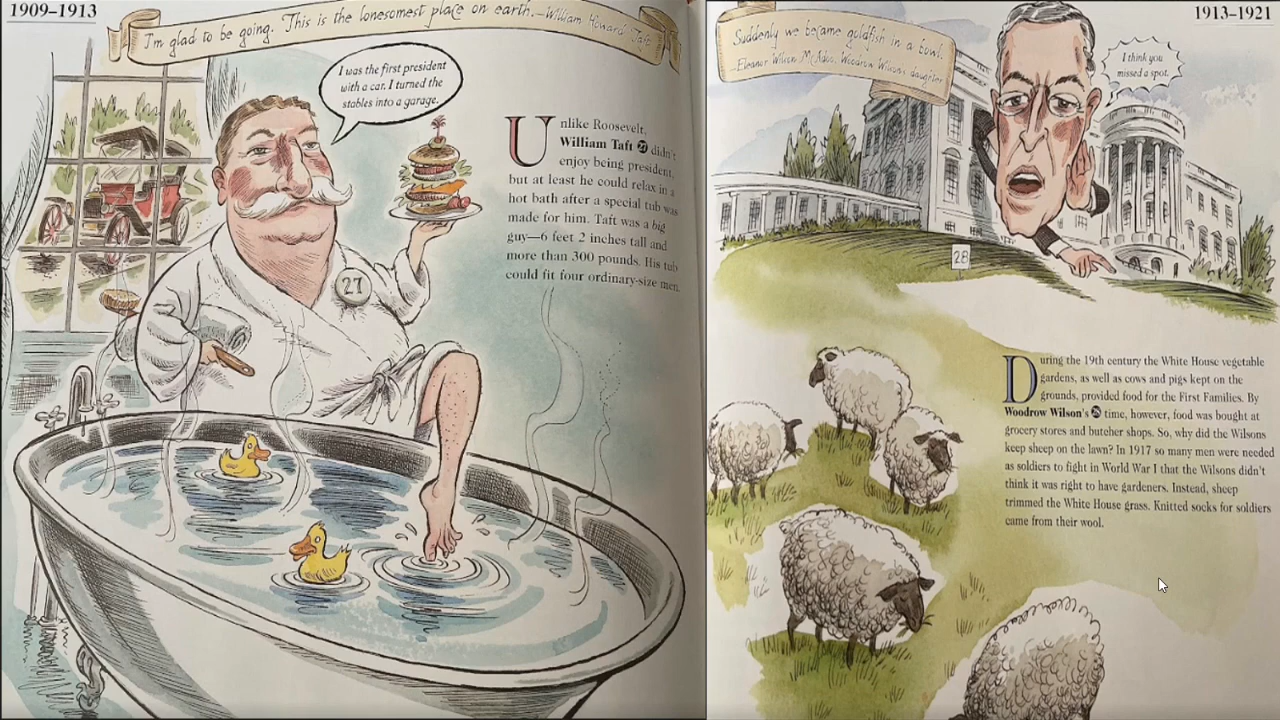 1909–1913
I'm glad to be going. This is the lonesomest place on earth.—William Howard Taft
I was the first president
with a car. I turned the
stables into a garage.
Unlike Roosevelt,
William Taft 27 didn't
enjoy being president,
but at least he could relax in a
hot bath after a special tub was
made for him. Taft was a big
guy—6 feet 2 inches tall and
more than 300 pounds. His tub
could fit four ordinary-size men.
27
1913–1921
Suddenly we became goldfish in a bowl.
—Eleanor Wilson McAdoo, Woodrow Wilson's daughter
I think you
missed a spot.
28
During the 19th century the White House vegetable
gardens, as well as cows and pigs kept on the
grounds, provided food for the First Families. By
Woodrow Wilson's 28 time, however, food was bought at
grocery stores and butcher shops. So, why did the Wilsons
keep sheep on the lawn? In 1917 so many men were needed
as soldiers to fight in World War I that the Wilsons didn't
think it was right to have gardeners. Instead, sheep
trimmed the White House grass. Knitted socks for soldiers
came from their wool.